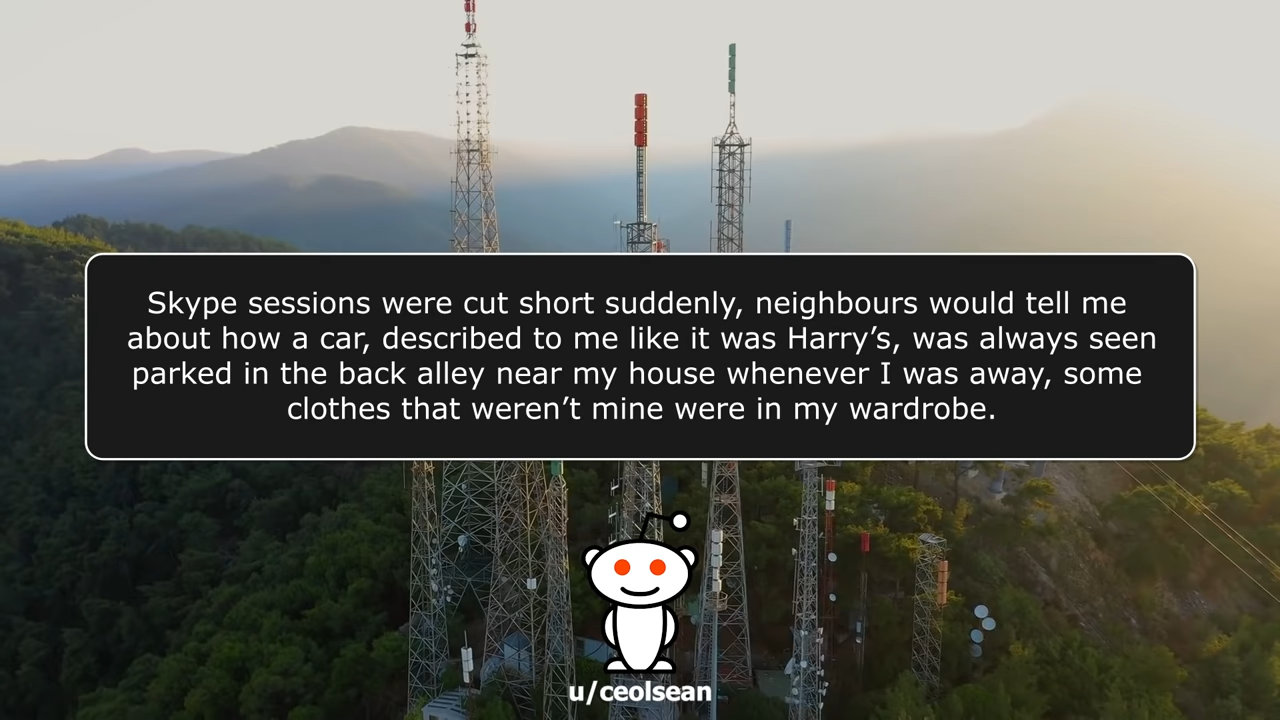 Skype sessions were cut short suddenly, neighbours would tell me
about how a car, described to me like it was Harry’s, was always seen
parked in the back alley near my house whenever I was away, some
clothes that weren’t mine were in my wardrobe.
u/ceolsean